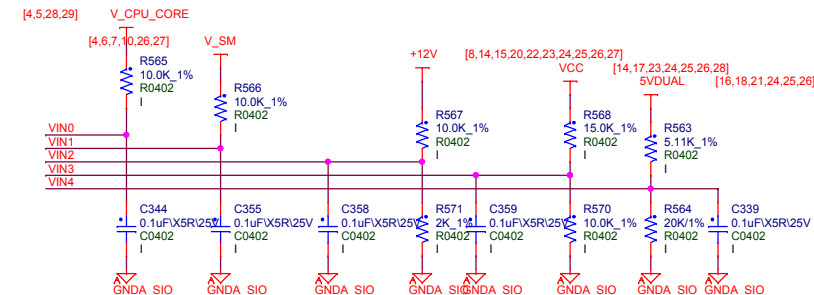 [4,5,28,29]
V_CPU_CORE
[4,6,7,10,26,27]
V_SM
+12V
[8,14,15,20,22,23,24,25,26,27]
VCC
[14,17,23,24,25,26,28]
5VDUAL
[16,18,21,24,25,26]
R565
10.0K_1%
R0402
I
R566
10.0K_1%
R0402
I
R567
10.0K_1%
R0402
I
R568
15.0K_1%
R0402
I
R563
5.11K_1%
R0402
I
VIN0
VIN1
VIN2
VIN3
VIN4
C344
0.1uF\X5R\25V
C0402
I
C355
0.1uF\X5R\25V
C0402
I
C358
0.1uF\X5R\25V
C0402
I
R571
2K_1%
R0402
I
C359
0.1uF\X5R\25V
C0402
I
R570
10.0K_1%
R0402
I
R564
20K/1%
R0402
I
C339
0.1uF\X5R\25V
C0402
I
A A A A A A A A
GNDA_SIO GNDA_SIO GNDA_SIO GNDA_SIO GNDA_SIO GNDA_SIO GNDA_SIO GNDA_SIO